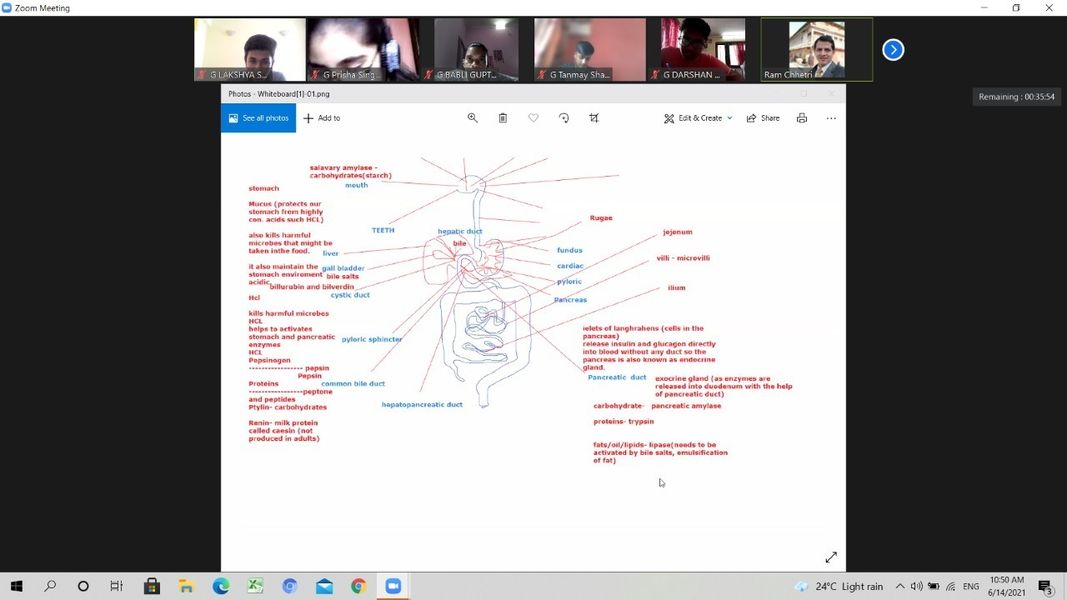 Zoom Meeting
G LAKSHYA S...
G Prisha Sing...
G BABLI GUPT...
G Tanmay Sha...
G DARSHAN ...
Ram Chhetri
Remaining : 00:35:54
Photos - Whiteboard[1]-01.png
See all photos
Add to
Edit & Create
Share
salavary amylase -
carbohydrates(starch)
mouth
stomach
Mucus (protects our
stomach from highly
con. acids such HCL)
also kills harmful
microbes that might be
taken inthe food.
it also maintain the
stomach enviroment
acidic.
Hcl
kills harmful microbes
HCL
helps to activates
stomach and pancreatic
enzymes
HCL
Pepsinogen
----------------- pepsin
Pepsin
Proteins
-----------------peptone
and peptides
Ptylin- carbohydrates
Renin- milk protein
called caesin (not
produced in adults)
TEETH
hepatic duct
bile
liver
gall bladder
bile salts
billurubin and bilverdin
cystic duct
pyloric sphincter
common bile duct
hepatopancreatic duct
Rugae
fundus
cardiac
pyloric
Pancreas
jejenum
villi - microvilli
ilium
ielets of langhrahens (cells in the
pancreas)
release insulin and glucagon directly
into blood without any duct so the
pancreas is also known as endocrine
gland.
Pancreatic duct
exocrine gland (as enzymes are
released into duodenum with the help
of pancreatic duct)
carbohydrate- pancreatic amylase
proteins- trypsin
fats/oil/lipids- lipase(needs to be
activated by bile salts, emulsification
of fat)
24°C Light rain
ENG
10:50 AM
6/14/2021
3